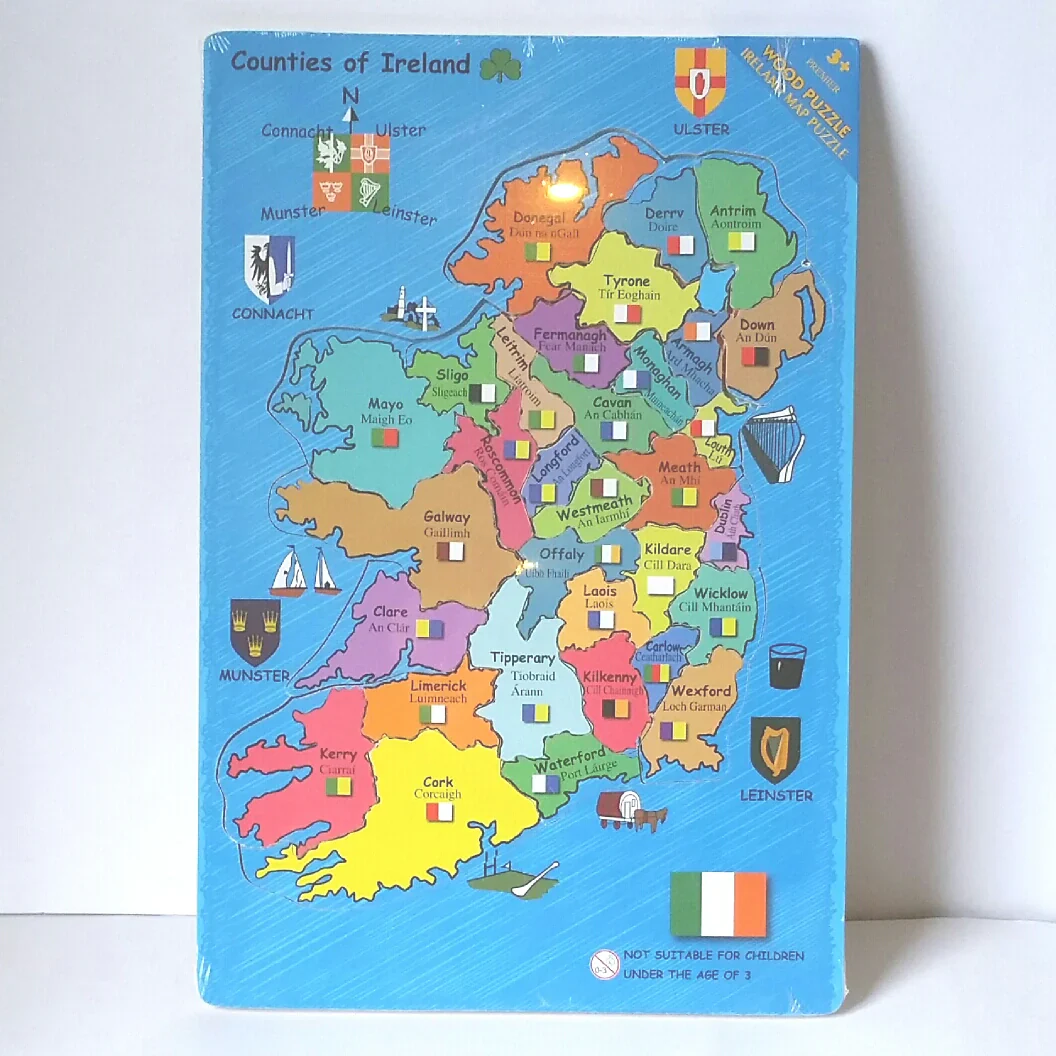 Counties of Ireland
3+
PREMIER
WOOD PUZZLE
IRELAND MAP PUZZLE
N
Connacht
Ulster
Munster
Leinster
ULSTER
CONNACHT
Donegal
Dún na nGall
Derry
Doire
Antrim
Aontroim
Tyrone
Tír Eoghain
Fermanagh
Fear Manach
Armagh
Ard Mhacha
Down
An Dún
Monaghan
Muineachán
Leitrim
Liatroim
Sligo
Sligeach
Cavan
An Cabhán
Mayo
Maigh Eo
Roscommon
Ros Comáin
Longford
An Longfort
Louth
Lú
Meath
An Mhí
Westmeath
An Iarmhí
Galway
Gaillimh
Dublin
Áth Cliath
Offaly
Uíbh Fhailí
Kildare
Cill Dara
Laois
Laois
Wicklow
Cill Mhantáin
Clare
An Clár
MUNSTER
Tipperary
Tiobraid
Árann
Carlow
Ceatharlach
Kilkenny
Cill Chainnigh
Wexford
Loch Garman
Limerick
Luimneach
Kerry
Ciarraí
Cork
Corcaigh
Waterford
Port Láirge
LEINSTER
0-3
NOT SUITABLE FOR CHILDREN
UNDER THE AGE OF 3